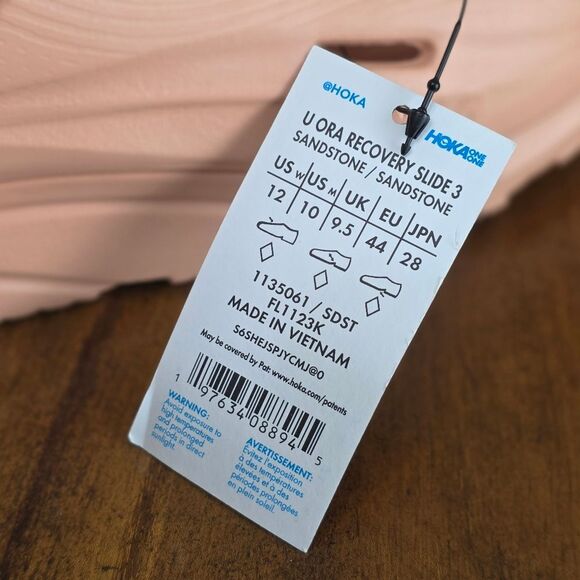 @HOKA
HOKA ONE ONE
U ORA RECOVERY SLIDE 3
SANDSTONE / SANDSTONE
US W US M UK EU JPN
12 10 9.5 44 28
1135061 / SDST
FL1123K
MADE IN VIETNAM
S6SHEJSPJYCMJ@0
May be covered by Pat: www.hoka.com/patents
1 97634 08894 5
WARNING:
Avoid exposure to
high temperatures
and prolonged
periods in direct
sunlight.
AVERTISSEMENT:
Évitez l'exposition
à des températures
élevées et à des
périodes prolongées
en plein soleil.